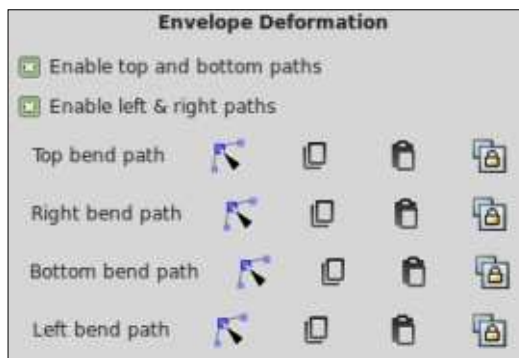 Envelope Deformation
Enable top and bottom paths
Enable left & right paths
Top bend path
Right bend path
Bottom bend path
Left bend path